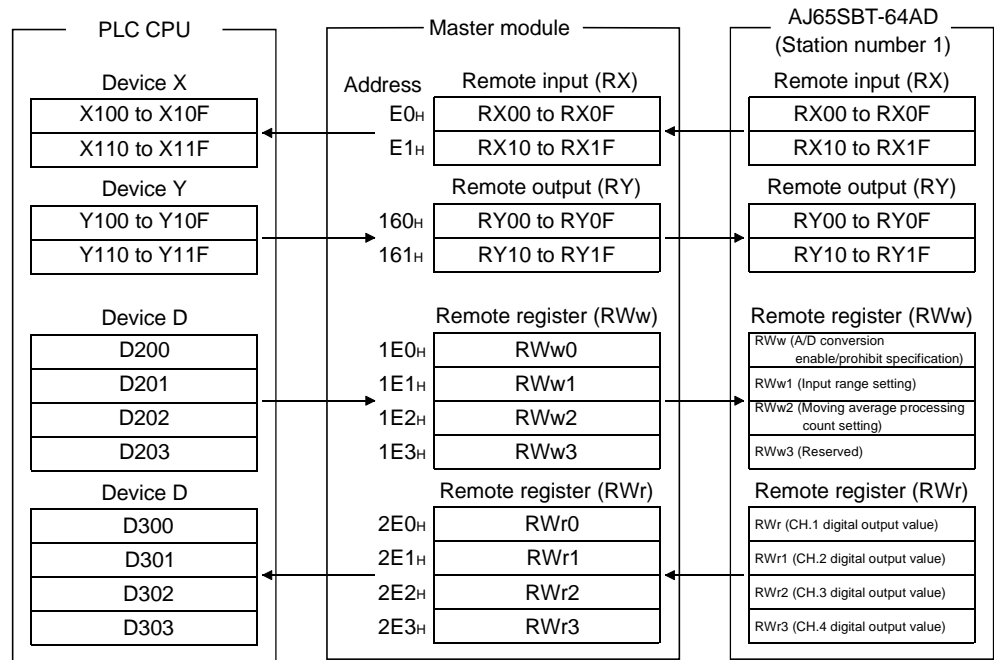 PLC CPU
Master module
AJ65SBT-64AD
(Station number 1)
Device X
Address
Remote input (RX)
Remote input (RX)
X100 to X10F
E0H
RX00 to RX0F
RX00 to RX0F
X110 to X11F
E1H
RX10 to RX1F
RX10 to RX1F
Device Y
Remote output (RY)
Remote output (RY)
Y100 to Y10F
160H
RY00 to RY0F
RY00 to RY0F
Y110 to Y11F
161H
RY10 to RY1F
RY10 to RY1F
Device D
Remote register (RWw)
Remote register (RWw)
D200
1E0H
RWw0
RWw (A/D conversion
enable/prohibit specification)
D201
1E1H
RWw1
RWw1 (Input range setting)
D202
1E2H
RWw2
RWw2 (Moving average processing
count setting)
D203
1E3H
RWw3
RWw3 (Reserved)
Device D
Remote register (RWr)
Remote register (RWr)
D300
2E0H
RWr0
RWr (CH.1 digital output value)
D301
2E1H
RWr1
RWr1 (CH.2 digital output value)
D302
2E2H
RWr2
RWr2 (CH.3 digital output value)
D303
2E3H
RWr3
RWr3 (CH.4 digital output value)